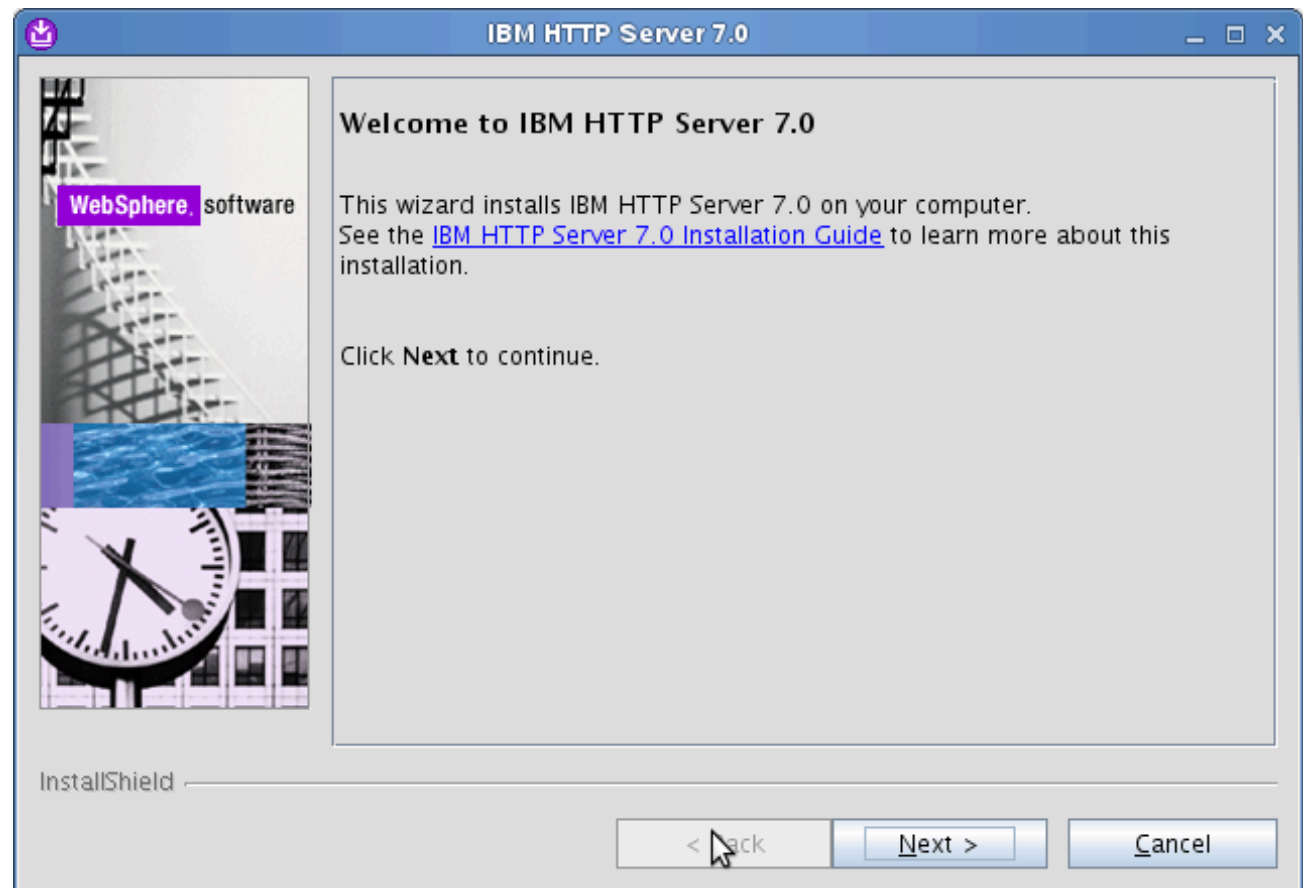 IBM HTTP Server 7.0
WebSphere. software
Welcome to IBM HTTP Server 7.0
This wizard installs IBM HTTP Server 7.0 on your computer.
See the IBM HTTP Server 7.0 Installation Guide to learn more about this
installation.
Click Next to continue.
InstallShield
< Back
Next >
Cancel